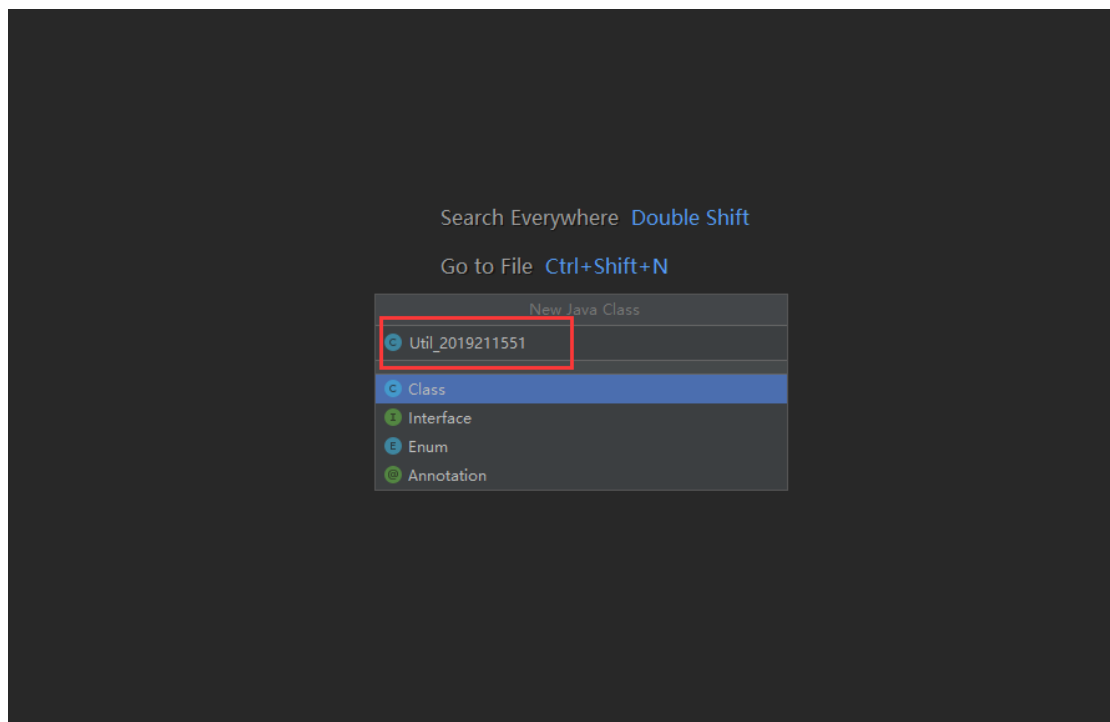 Search Everywhere Double Shift
Go to File Ctrl+Shift+N
New Java Class
C Util_2019211551
C Class
I Interface
E Enum
@ Annotation